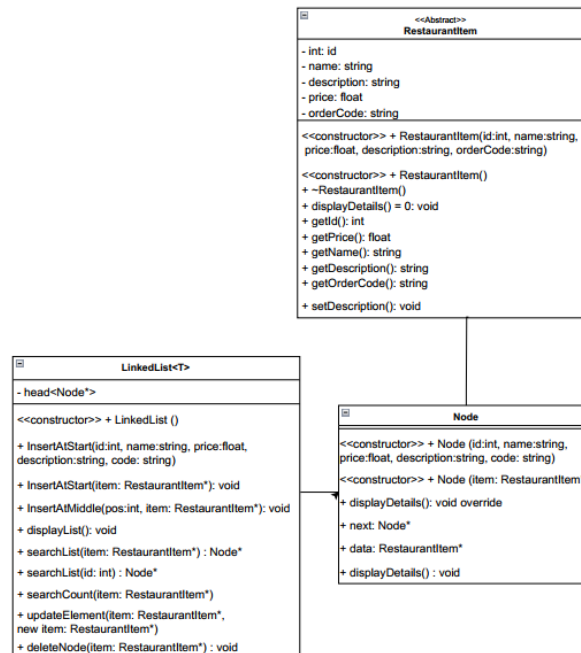 <<Abstract>>
RestaurantItem
- int: id
- name: string
- description: string
- price: float
- orderCode: string
<<constructor>> + RestaurantItem(id:int, name:string,
price:float, description:string, orderCode:string)
<<constructor>> + RestaurantItem()
+ ~RestaurantItem()
+ displayDetails() = 0: void
+ getId(): int
+ getPrice(): float
+ getName(): string
+ getDescription(): string
+ getOrderCode(): string
+ setDescription(): void
LinkedList<T>
- head<Node*>
<<constructor>> + LinkedList ()
+ InsertAtStart(id:int, name:string, price:float,
description:string, code: string)
+ InsertAtStart(item: RestaurantItem*): void
+ InsertAtMiddle(pos:int, item: RestaurantItem*): void
+ displayList(): void
+ searchList(item: RestaurantItem*) : Node*
+ searchList(id: int) : Node*
+ searchCount(item: RestaurantItem*)
+ updateElement(item: RestaurantItem*,
new item: RestaurantItem*)
+ deleteNode(item: RestaurantItem*) : void
Node
<<constructor>> + Node (id:int, name:string,
price:float, description:string, code: string)
<<constructor>> + Node (item: RestaurantItem
+ displayDetails(): void override
+ next: Node*
+ data: RestaurantItem*
+ displayDetails() : void